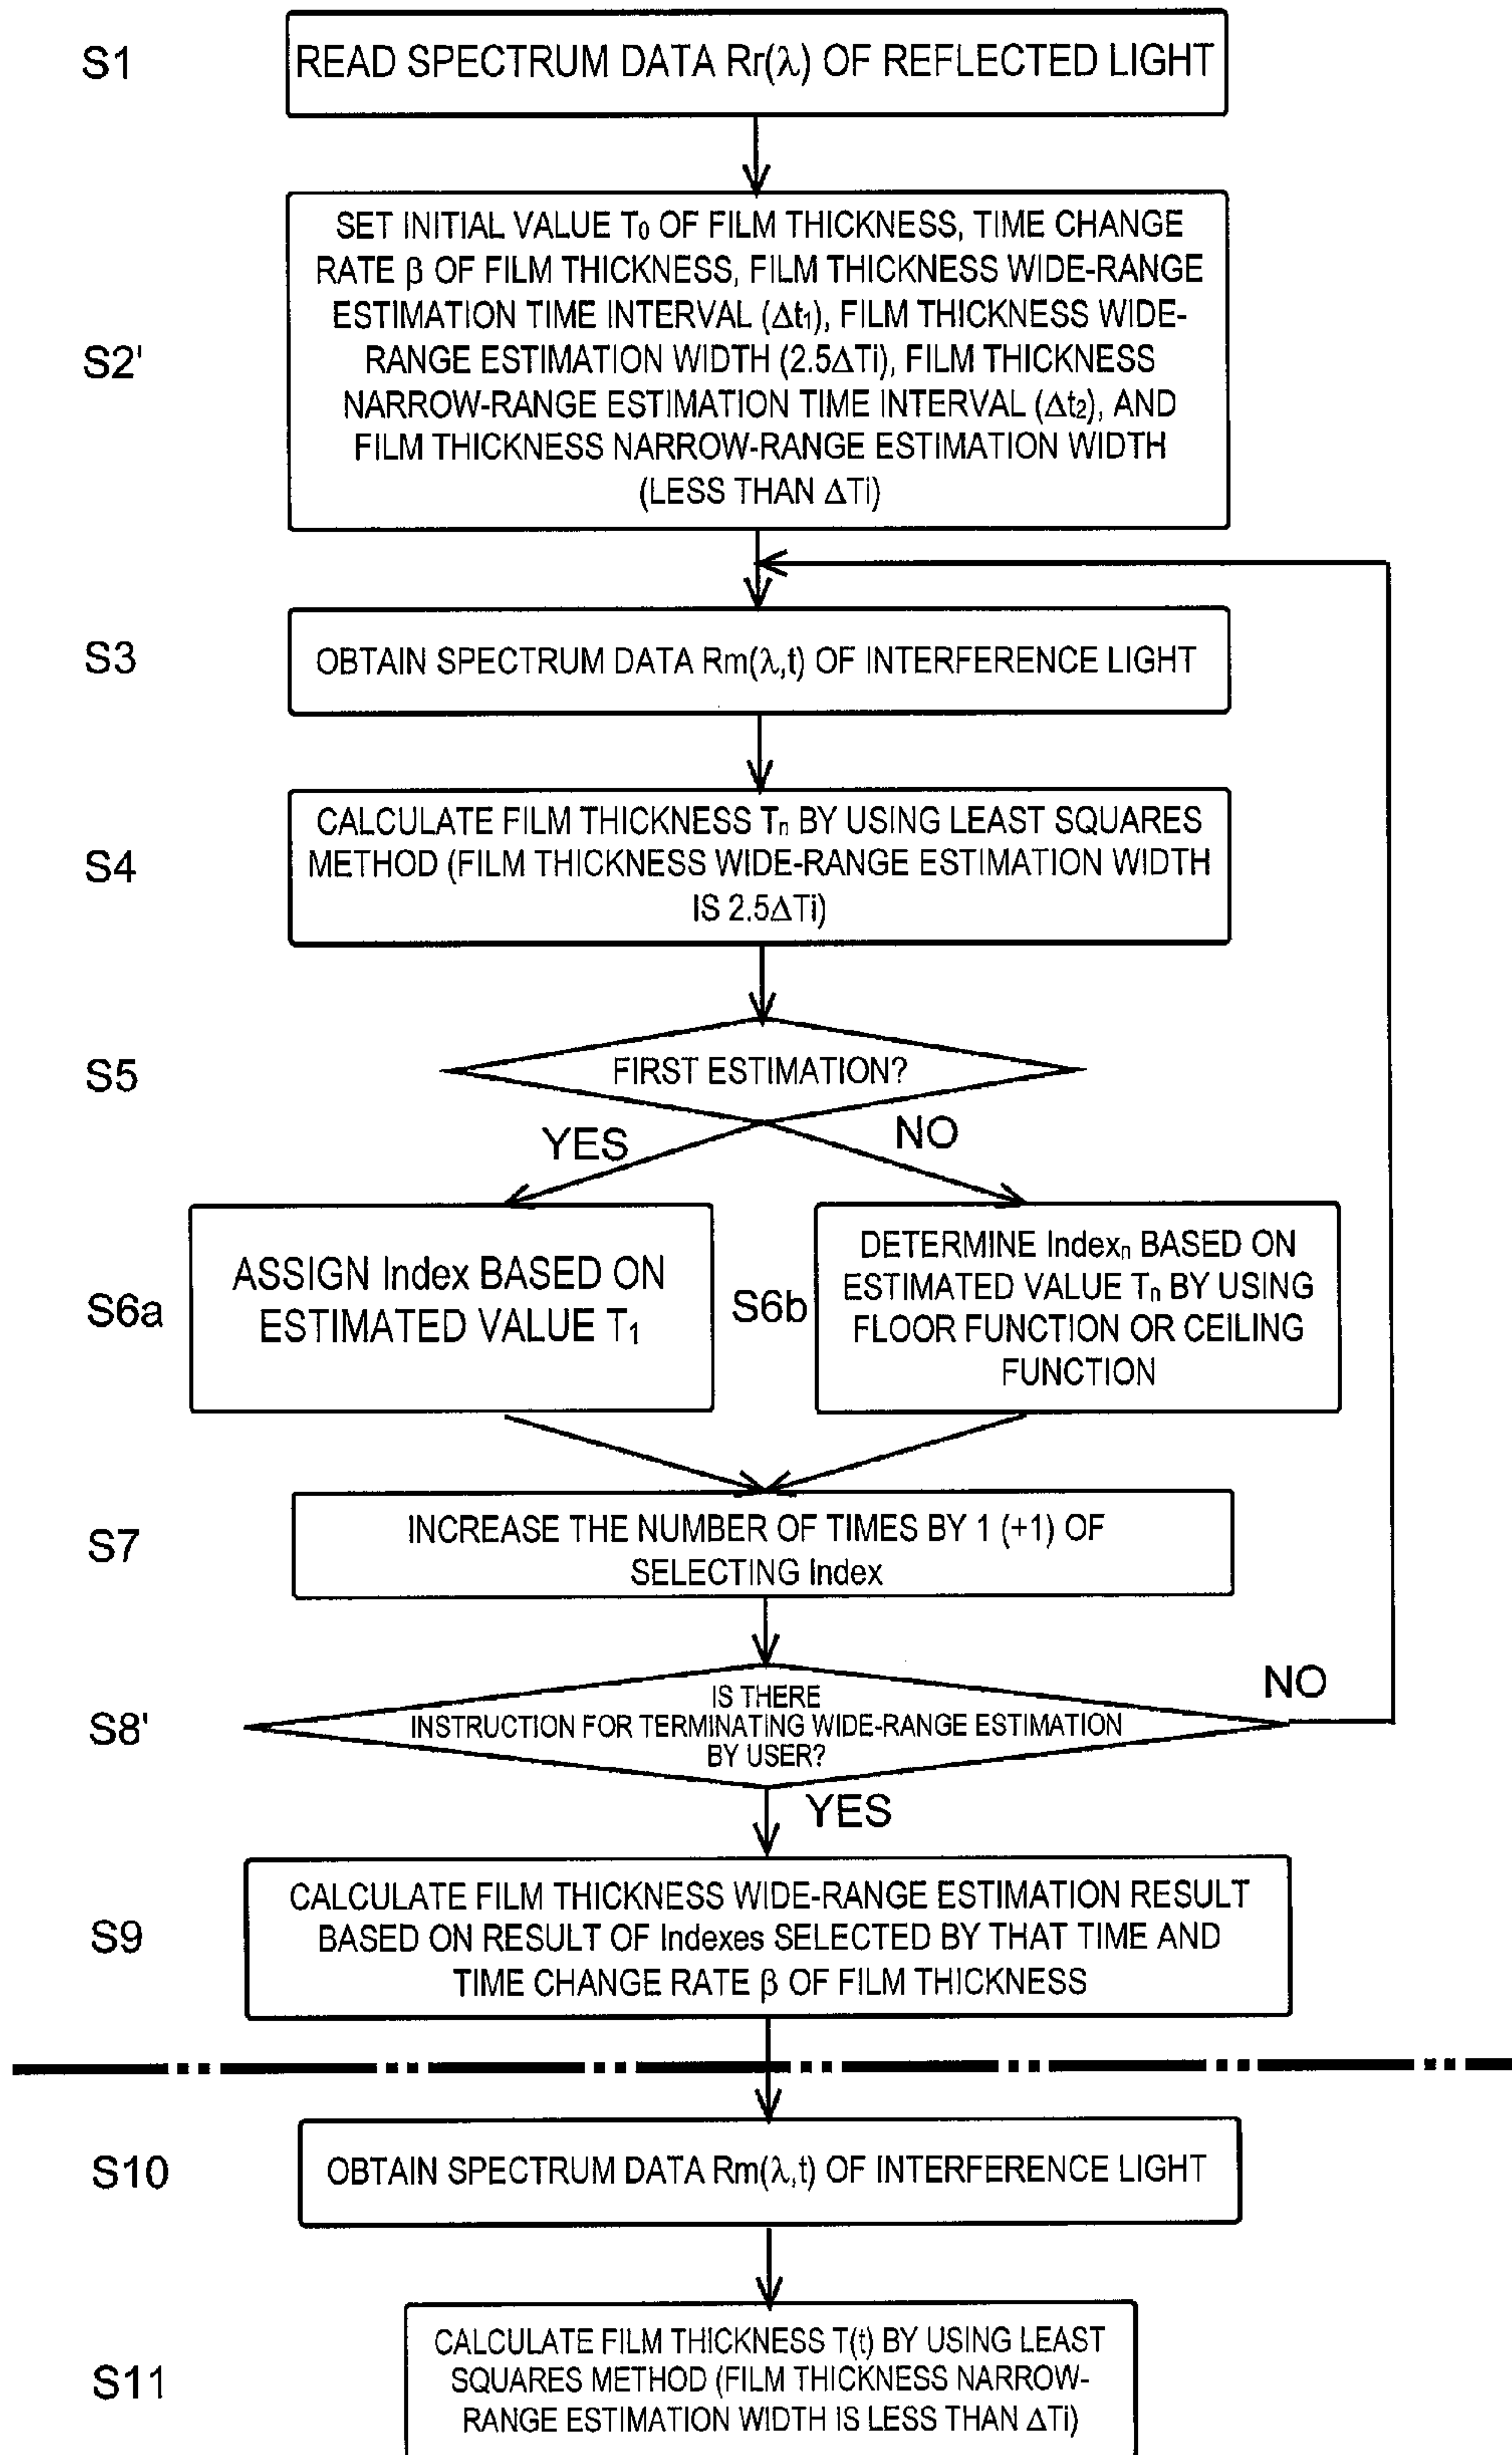 S1
READ SPECTRUM DATA Rr(λ) OF REFLECTED LIGHT
S2'
SET INITIAL VALUE T₀ OF FILM THICKNESS, TIME CHANGE
RATE β OF FILM THICKNESS, FILM THICKNESS WIDE-RANGE
ESTIMATION TIME INTERVAL (Δt₁), FILM THICKNESS WIDE-
RANGE ESTIMATION WIDTH (2.5ΔTi), FILM THICKNESS
NARROW-RANGE ESTIMATION TIME INTERVAL (Δt₂), AND
FILM THICKNESS NARROW-RANGE ESTIMATION WIDTH
(LESS THAN ΔTi)
S3
OBTAIN SPECTRUM DATA Rm(λ,t) OF INTERFERENCE LIGHT
S4
CALCULATE FILM THICKNESS Tₙ BY USING LEAST SQUARES
METHOD (FILM THICKNESS WIDE-RANGE ESTIMATION WIDTH
IS 2.5ΔTi)
S5
FIRST ESTIMATION?
YES
NO
S6a
ASSIGN Index BASED ON
ESTIMATED VALUE T₁
S6b
DETERMINE Indexₙ BASED ON
ESTIMATED VALUE Tₙ BY USING
FLOOR FUNCTION OR CEILING
FUNCTION
S7
INCREASE THE NUMBER OF TIMES BY 1 (+1) OF
SELECTING Index
S8'
IS THERE
INSTRUCTION FOR TERMINATING WIDE-RANGE ESTIMATION
BY USER?
NO
YES
S9
CALCULATE FILM THICKNESS WIDE-RANGE ESTIMATION RESULT
BASED ON RESULT OF Indexes SELECTED BY THAT TIME AND
TIME CHANGE RATE β OF FILM THICKNESS
S10
OBTAIN SPECTRUM DATA Rm(λ,t) OF INTERFERENCE LIGHT
S11
CALCULATE FILM THICKNESS T(t) BY USING LEAST
SQUARES METHOD (FILM THICKNESS NARROW-
RANGE ESTIMATION WIDTH IS LESS THAN ΔTi)